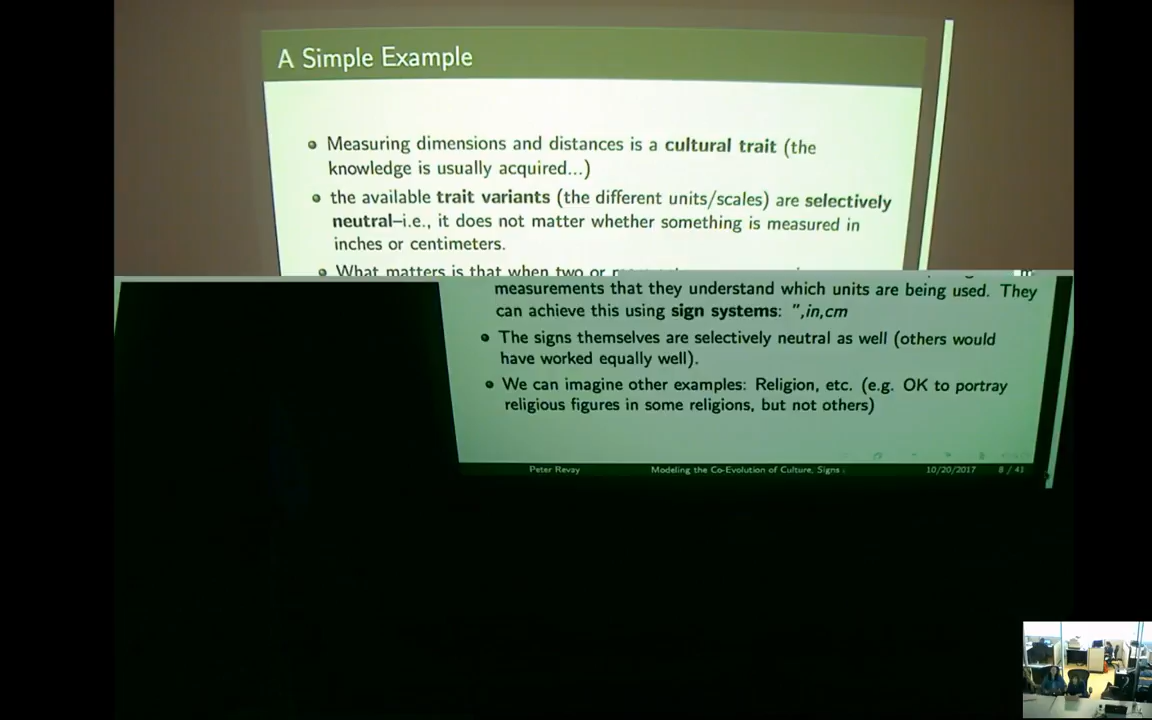 A Simple Example
Measuring dimensions and distances is a cultural trait (the
knowledge is usually acquired...)
the available trait variants (the different units/scales) are selectively
neutral–i.e., it does not matter whether something is measured in
inches or centimeters.
What matters is that when two or
measurements that they understand which units are being used. They
can achieve this using sign systems: ",in,cm
The signs themselves are selectively neutral as well (others would
have worked equally well).
We can imagine other examples: Religion, etc. (e.g. OK to portray
religious figures in some religions, but not others)
Peter Revay Modeling the Co-Evolution of Culture, Signs 10/20/2017 8 / 41